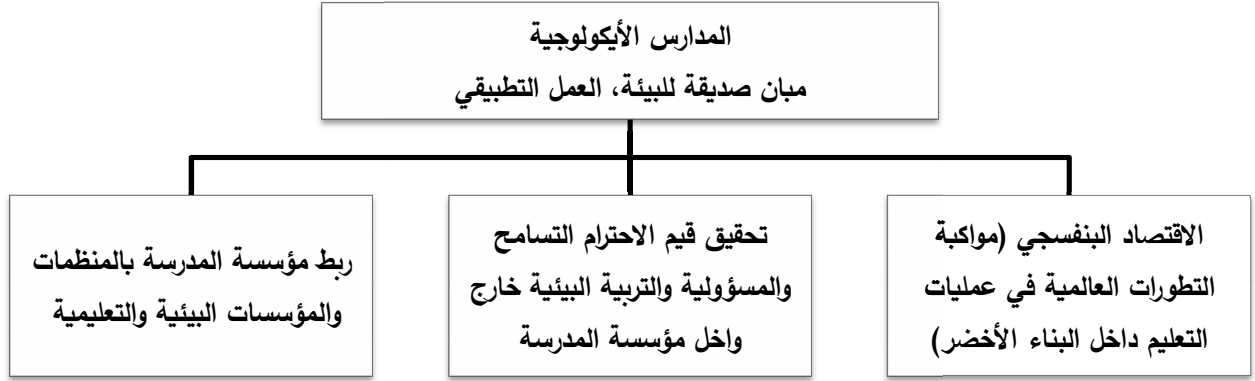 المدارس الأيكولوجية
مبان صديقة للبيئة، العمل التطبيقي
الاقتصاد البنفسجي (مواكبة
التطورات العالمية في عمليات
التعليم داخل البناء الأخضر)
تحقيق قيم الاحترام التسامح
والمسؤولية والتربية البيئية خارج
واخل مؤسسة المدرسة
ربط مؤسسة المدرسة بالمنظمات
والمؤسسات البيئية والتعليمية